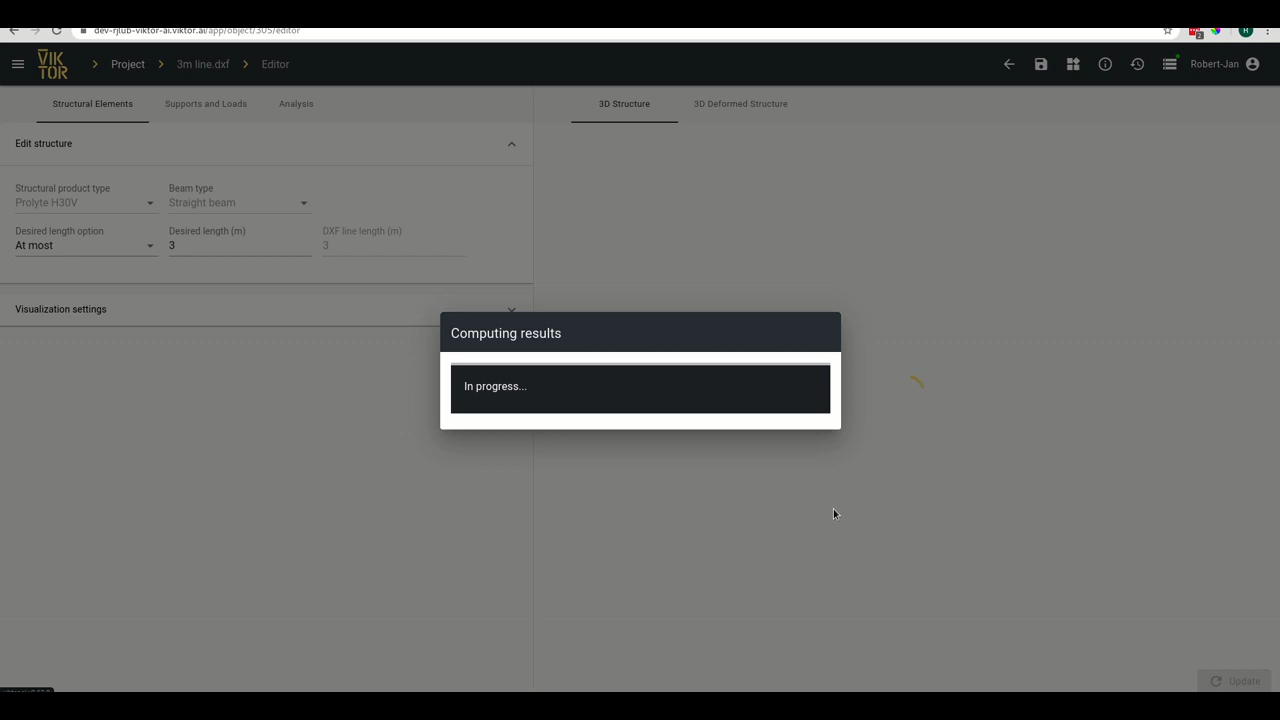 dev-rjlub-viktor-ai.viktor.ai/app/object/305/editor
VIKTOR
Project
3m line.dxf
Editor
Robert-Jan
Structural Elements
Supports and Loads
Analysis
3D Structure
3D Deformed Structure
Edit structure
Structural product type
Beam type
Prolyte H30V
Straight beam
Desired length option
Desired length (m)
DXF line length (m)
At most
3
3
Visualization settings
Computing results
In progress...
Update